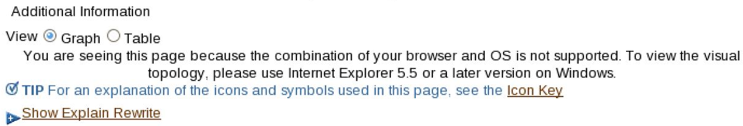 Additional Information
View Graph Table
You are seeing this page because the combination of your browser and OS is not supported. To view the visual
topology, please use Internet Explorer 5.5 or a later version on Windows.
TIP For an explanation of the icons and symbols used in this page, see the Icon Key
Show Explain Rewrite